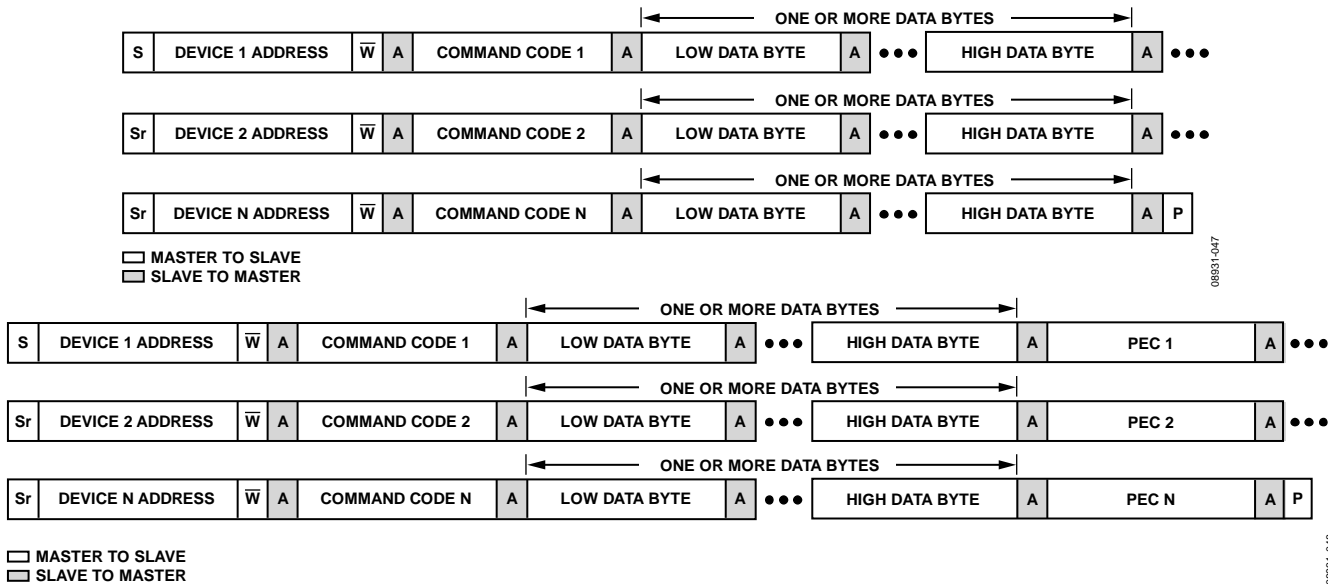 ONE OR MORE DATA BYTES
S DEVICE 1 ADDRESS W̅ A COMMAND CODE 1 A LOW DATA BYTE A ●●● HIGH DATA BYTE A ●●●
ONE OR MORE DATA BYTES
Sr DEVICE 2 ADDRESS W̅ A COMMAND CODE 2 A LOW DATA BYTE A ●●● HIGH DATA BYTE A ●●●
ONE OR MORE DATA BYTES
Sr DEVICE N ADDRESS W̅ A COMMAND CODE N A LOW DATA BYTE A ●●● HIGH DATA BYTE A P
MASTER TO SLAVE
SLAVE TO MASTER
08931-047
ONE OR MORE DATA BYTES
S DEVICE 1 ADDRESS W̅ A COMMAND CODE 1 A LOW DATA BYTE A ●●● HIGH DATA BYTE A PEC 1 A ●●●
ONE OR MORE DATA BYTES
Sr DEVICE 2 ADDRESS W̅ A COMMAND CODE 2 A LOW DATA BYTE A ●●● HIGH DATA BYTE A PEC 2 A ●●●
ONE OR MORE DATA BYTES
Sr DEVICE N ADDRESS W̅ A COMMAND CODE N A LOW DATA BYTE A ●●● HIGH DATA BYTE A PEC N A P
MASTER TO SLAVE
SLAVE TO MASTER